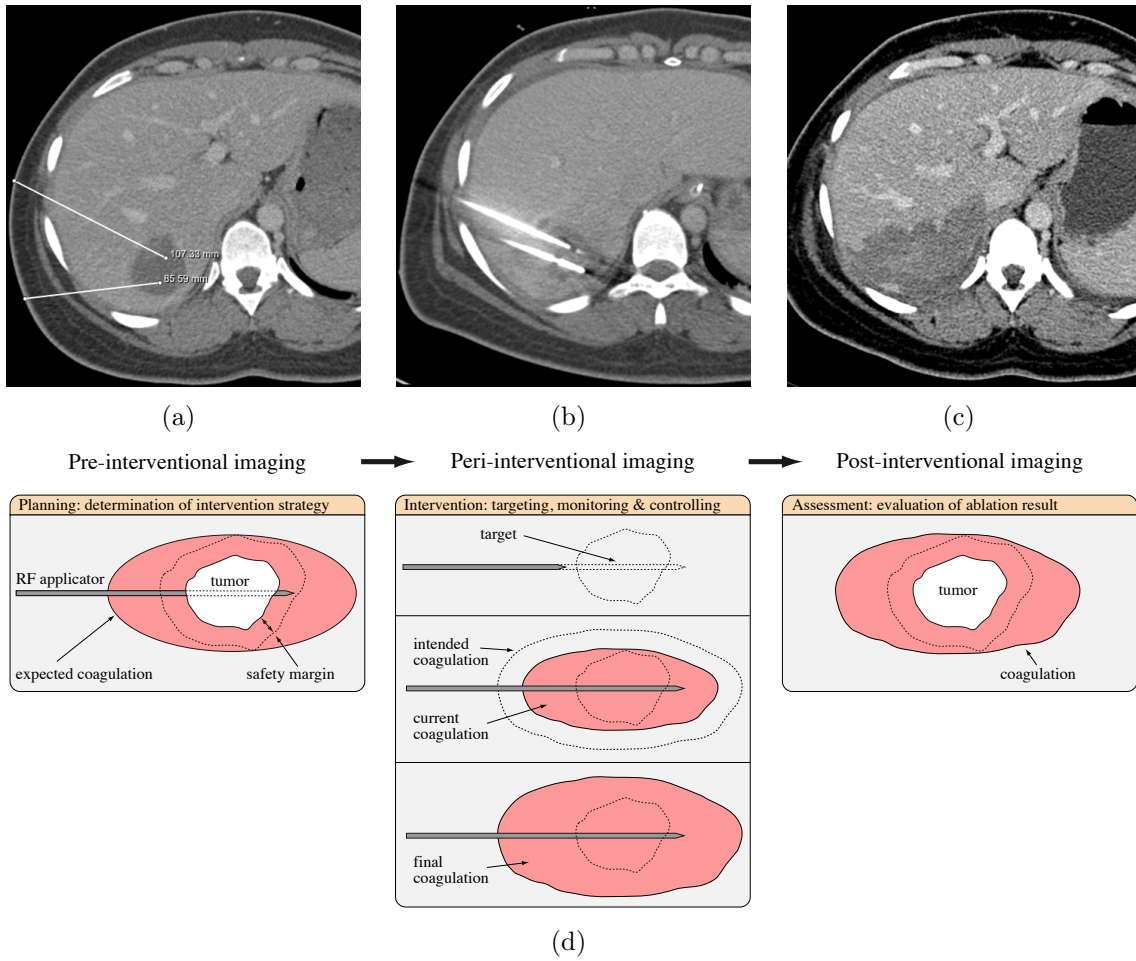 107.33 mm
85.59 mm
(a)
(b)
(c)
Pre-interventional imaging
Peri-interventional imaging
Post-interventional imaging
Planning: determination of intervention strategy
RF applicator
tumor
expected coagulation
safety margin
Intervention: targeting, monitoring & controlling
target
intended
coagulation
current
coagulation
final
coagulation
Assessment: evaluation of ablation result
tumor
coagulation
(d)